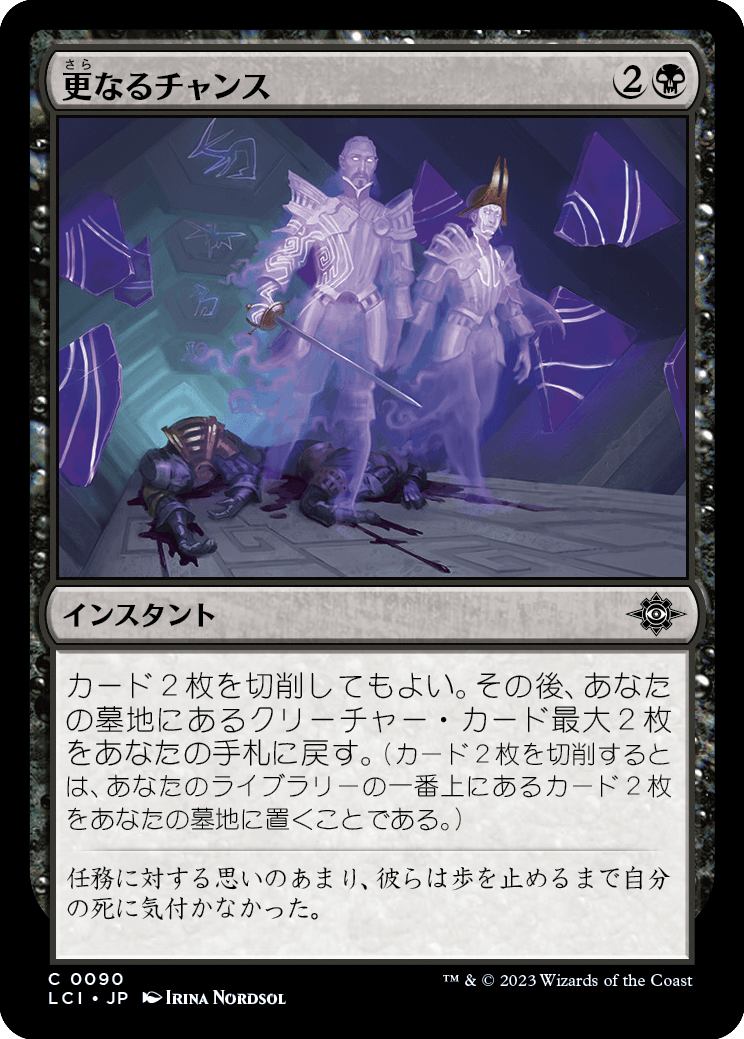 さら
更なるチャンス
2
インスタント
カード２枚を切削してもよい。その後、あなた
の墓地にあるクリーチャー・カード最大２枚
をあなたの手札に戻す。（カード２枚を切削すると
は、あなたのライブラリーの一番上にあるカード２枚
をあなたの墓地に置くことである。）
任務に対する思いのあまり、彼らは歩を止めるまで自分
の死に気付かなかった。
C 0090
LCI • JP Irina Nordsol
™ & © 2023 Wizards of the Coast